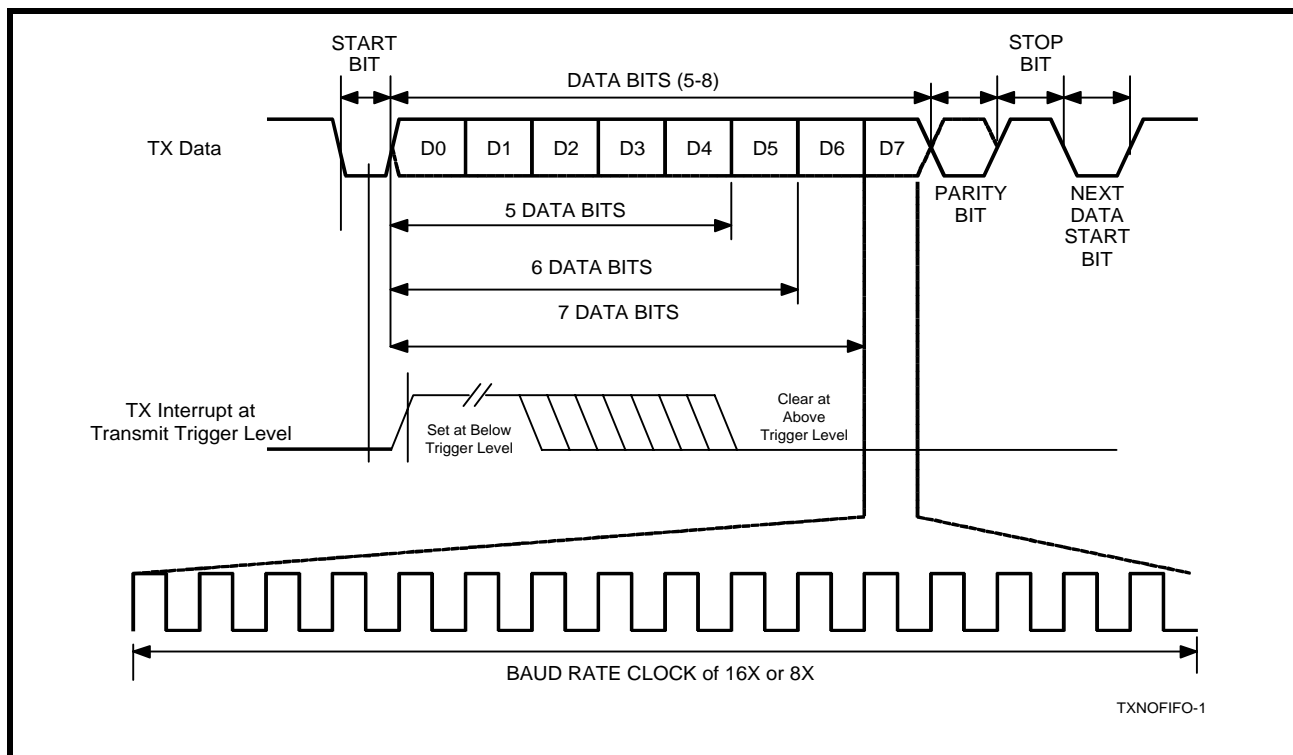 START
BIT
DATA BITS (5-8)
STOP
BIT
TX Data
D0 D1 D2 D3 D4 D5 D6 D7
PARITY
BIT
NEXT
DATA
START
BIT
5 DATA BITS
6 DATA BITS
7 DATA BITS
TX Interrupt at
Transmit Trigger Level
Set at Below
Trigger Level
Clear at
Above
Trigger Level
BAUD RATE CLOCK of 16X or 8X
TXNOFIFO-1